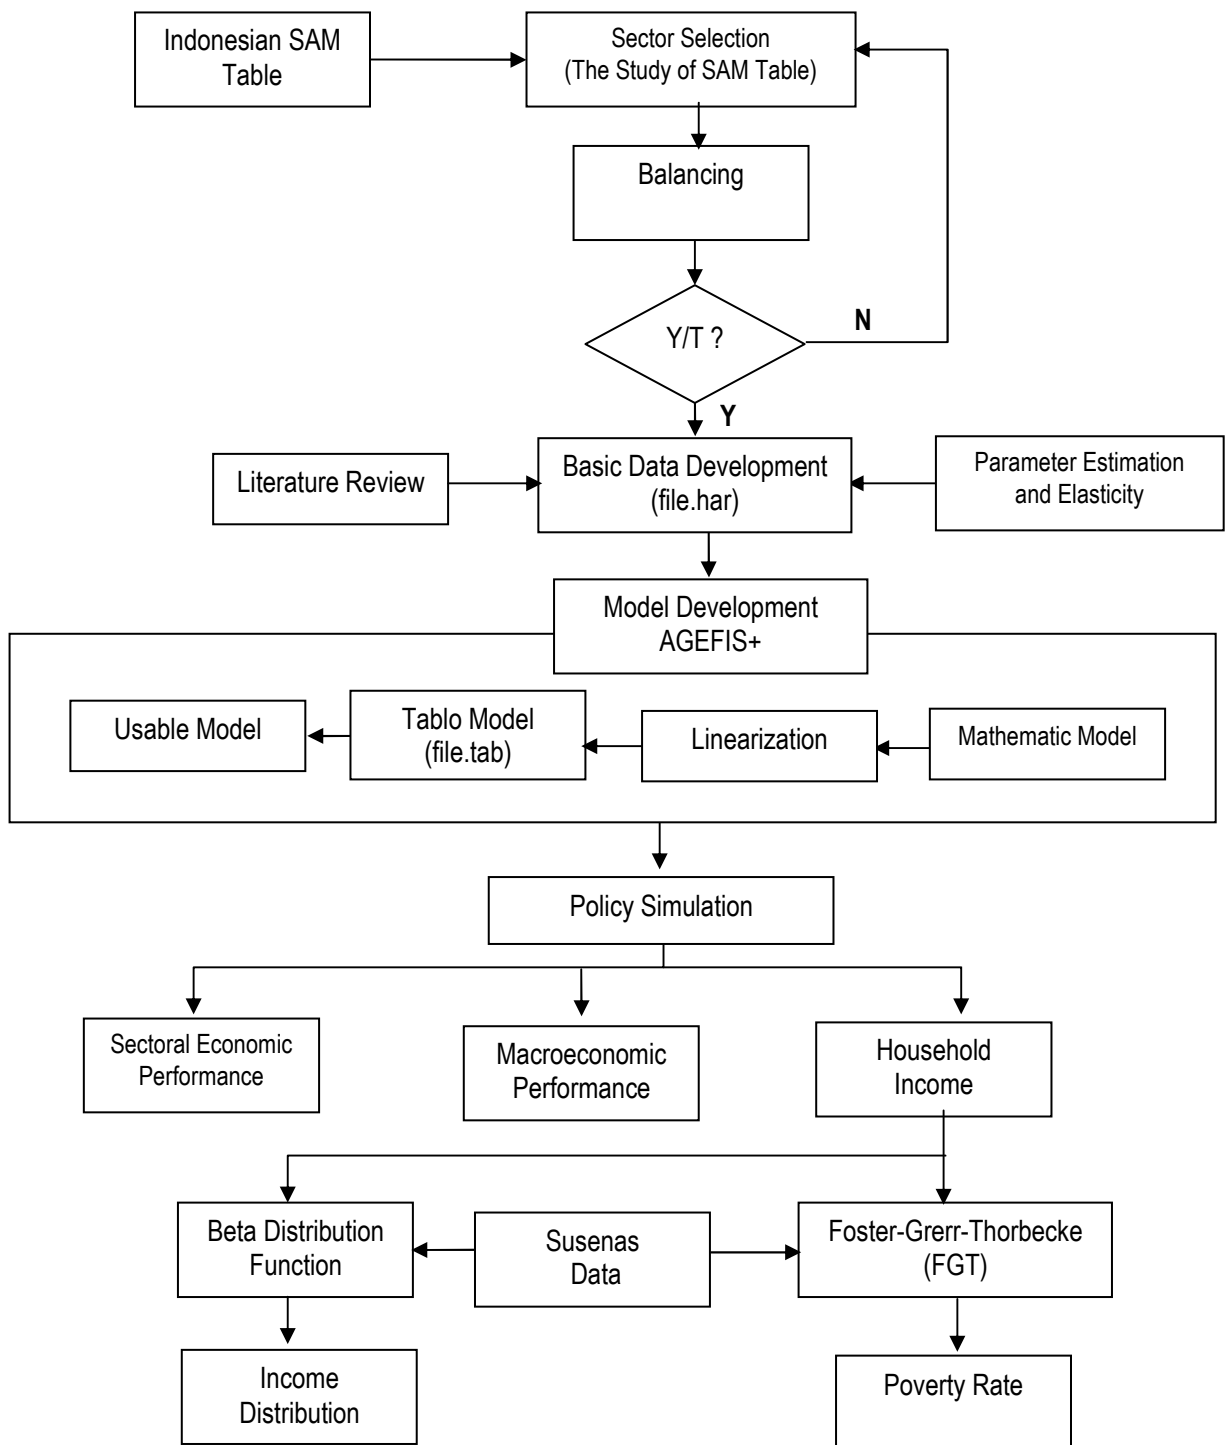 Indonesian SAM
Table
Sector Selection
(The Study of SAM Table)
Balancing
Y/T ?
N
Y
Literature Review
Basic Data Development
(file.har)
Parameter Estimation
and Elasticity
Model Development
AGEFIS+
Usable Model
Tablo Model
(file.tab)
Linearization
Mathematic Model
Policy Simulation
Sectoral Economic
Performance
Macroeconomic
Performance
Household
Income
Beta Distribution
Function
Susenas
Data
Foster-Grerr-Thorbecke
(FGT)
Income
Distribution
Poverty Rate